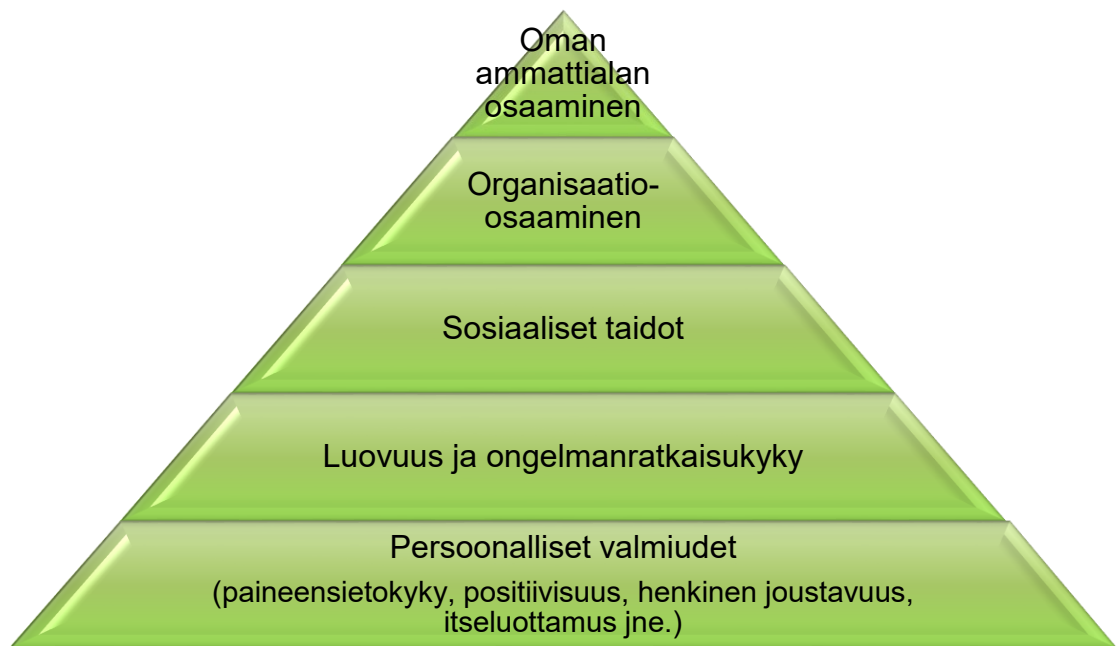 Oman
ammattialan
osaaminen
Organisaatio-
osaaminen
Sosiaaliset taidot
Luovuus ja ongelmanratkaisukyky
Persoonalliset valmiudet
(paineensietokyky, positiivisuus, henkinen joustavuus,
itseluottamus jne.)